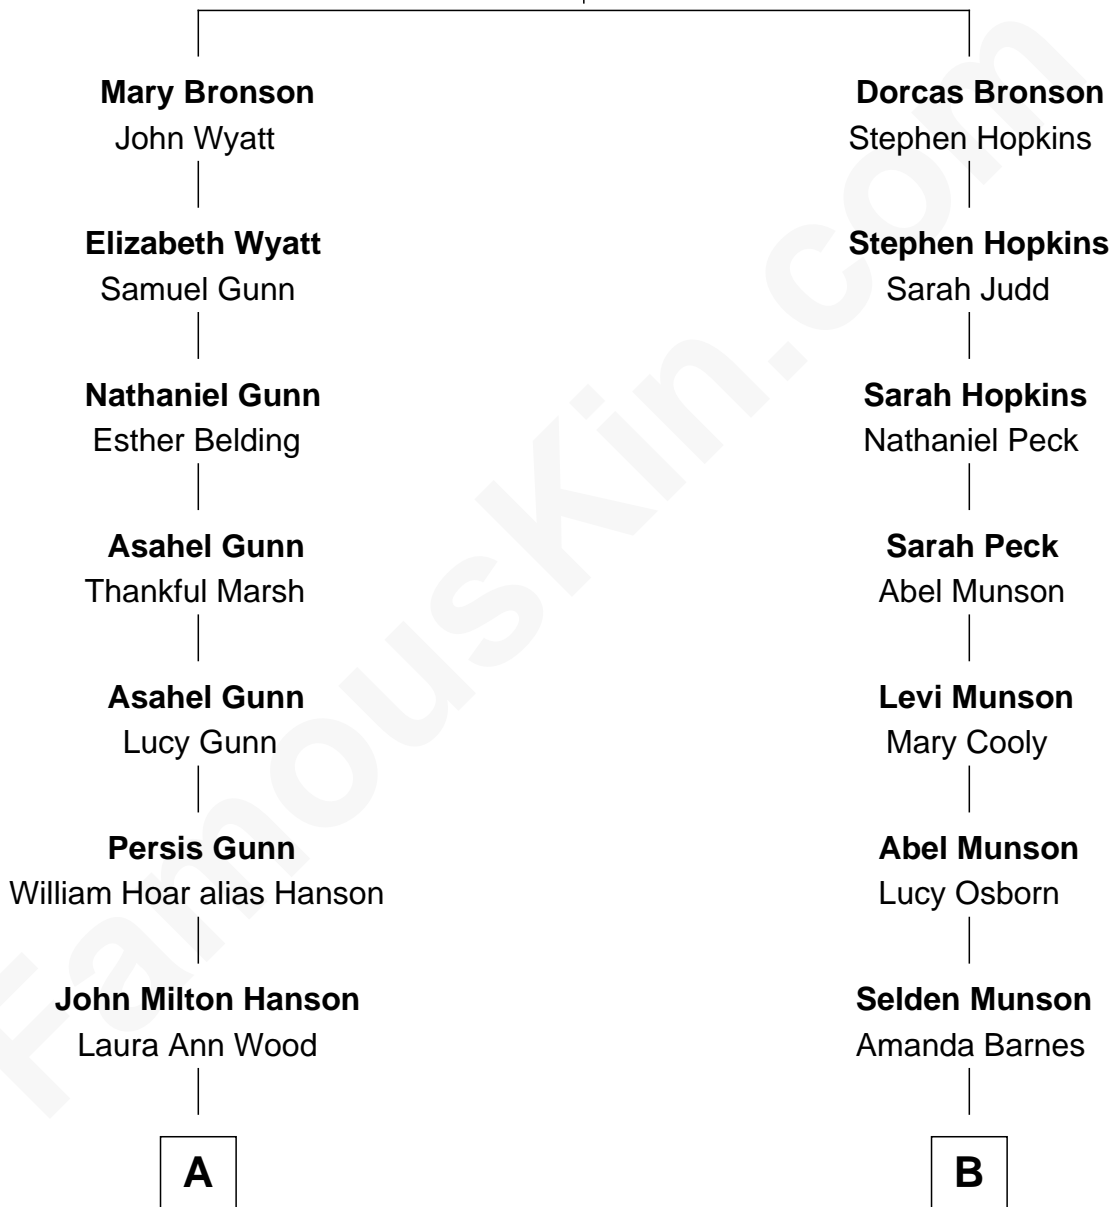 Mary Bronson
John Wyatt
Elizabeth Wyatt
Samuel Gunn
Nathaniel Gunn
Esther Belding
Asahel Gunn
Thankful Marsh
Asahel Gunn
Lucy Gunn
Persis Gunn
William Hoar alias Hanson
John Milton Hanson
Laura Ann Wood
A
Dorcas Bronson
Stephen Hopkins
Stephen Hopkins
Sarah Judd
Sarah Hopkins
Nathaniel Peck
Sarah Peck
Abel Munson
Levi Munson
Mary Cooly
Abel Munson
Lucy Osborn
Selden Munson
Amanda Barnes
B
FamousKin.com